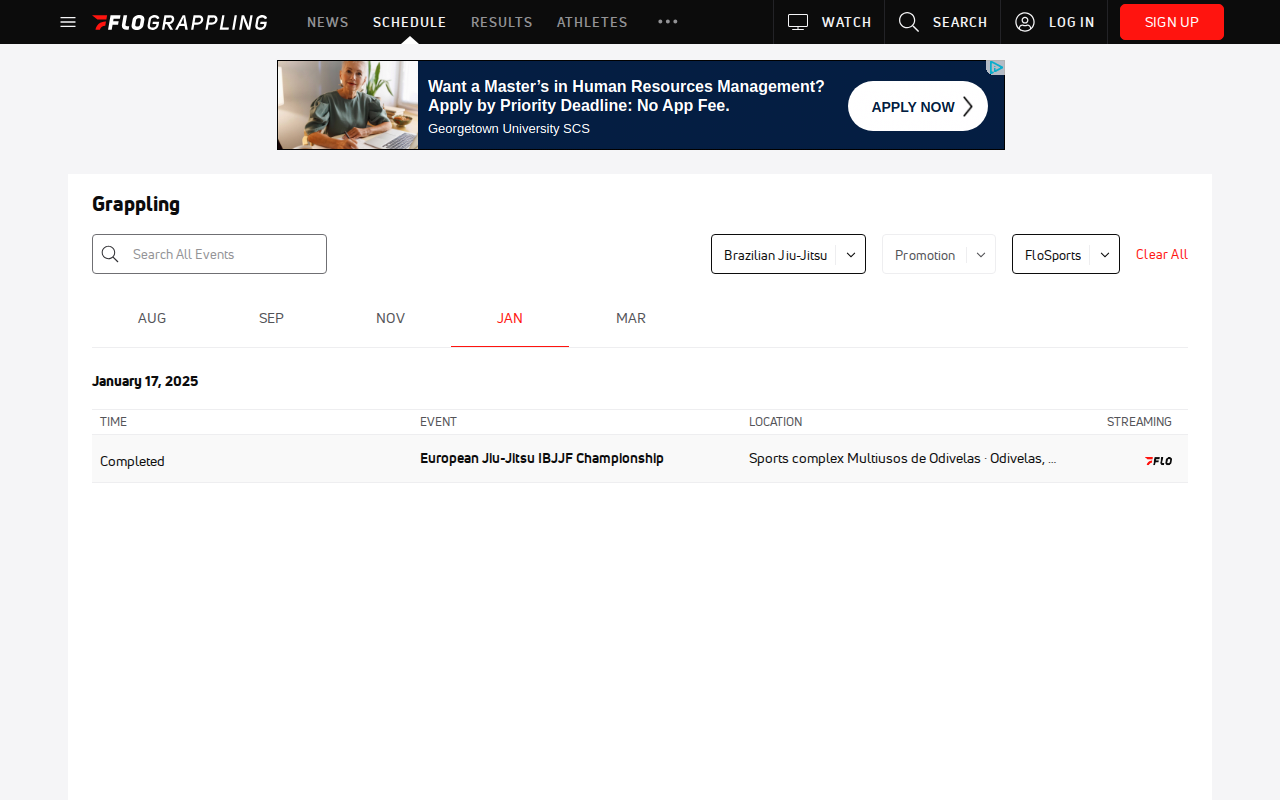 FLOGRAPPLING NEWS SCHEDULE RESULTS ATHLETES WATCH SEARCH LOG IN SIGN UP
Want a Master's in Human Resources Management?
Apply by Priority Deadline: No App Fee.
Georgetown University SCS
APPLY NOW
Grappling
Search All Events Brazilian Jiu-Jitsu Promotion FloSports Clear All
AUG SEP NOV JAN MAR
January 17, 2025
TIME EVENT LOCATION STREAMING
Completed European Jiu-Jitsu IBJJF Championship Sports complex Multiusos de Odivelas · Odivelas, ... FLO